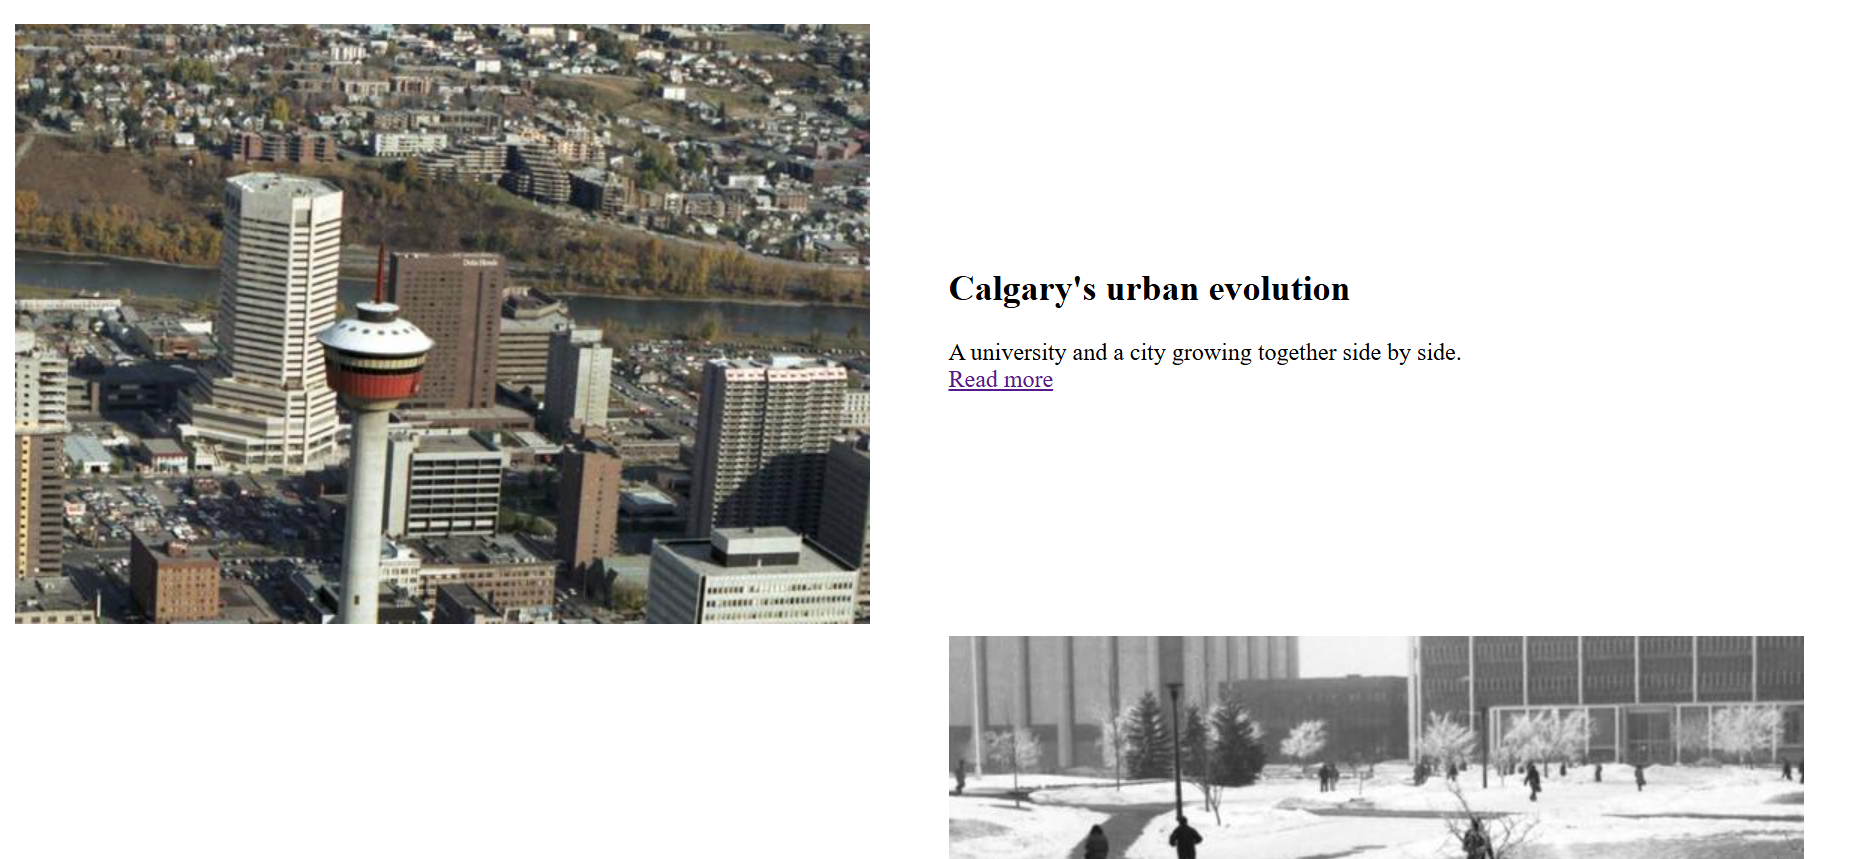 Calgary's urban evolution
A university and a city growing together side by side.
Read more